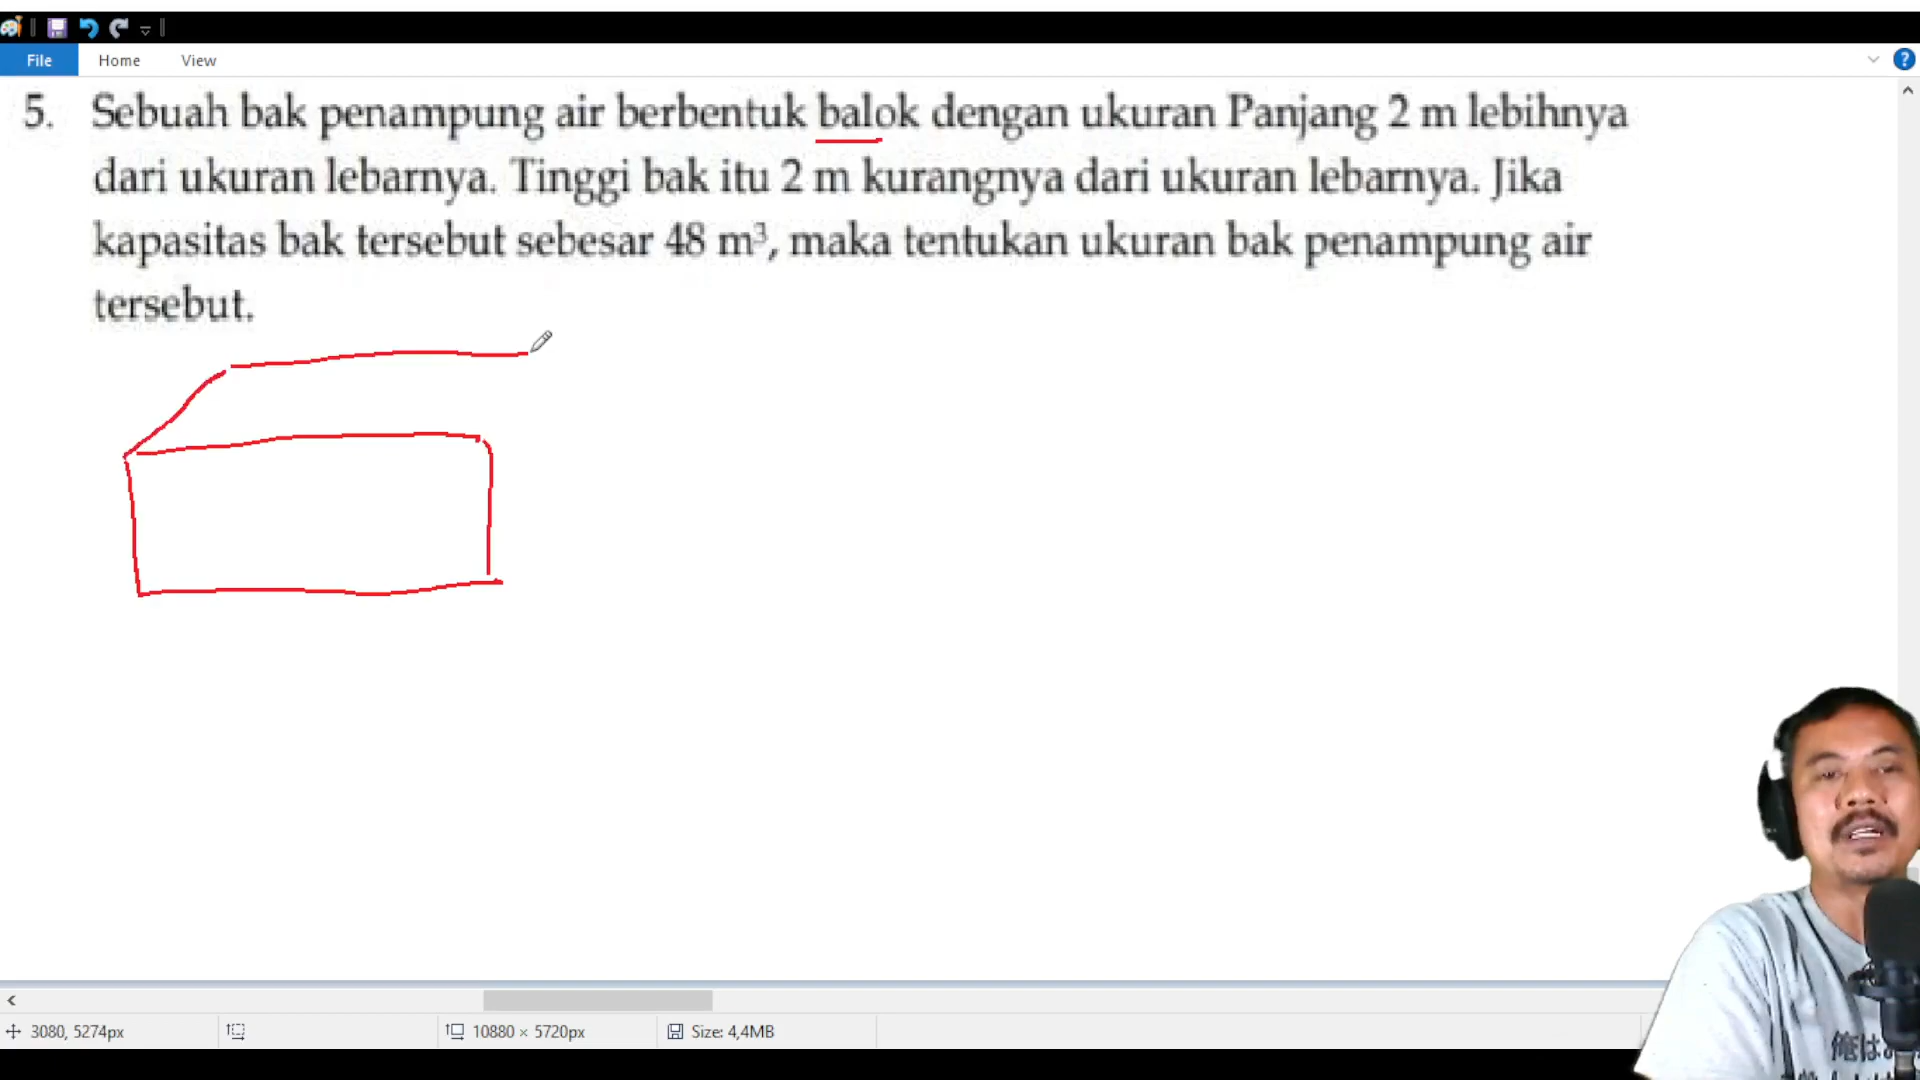 File Home View
5. Sebuah bak penampung air berbentuk balok dengan ukuran Panjang 2 m lebihnya
dari ukuran lebarnya. Tinggi bak itu 2 m kurangnya dari ukuran lebarnya. Jika
kapasitas bak tersebut sebesar 48 m³, maka tentukan ukuran bak penampung air
tersebut.
3080, 5274px 10880 × 5720px Size: 4,4MB
俺は